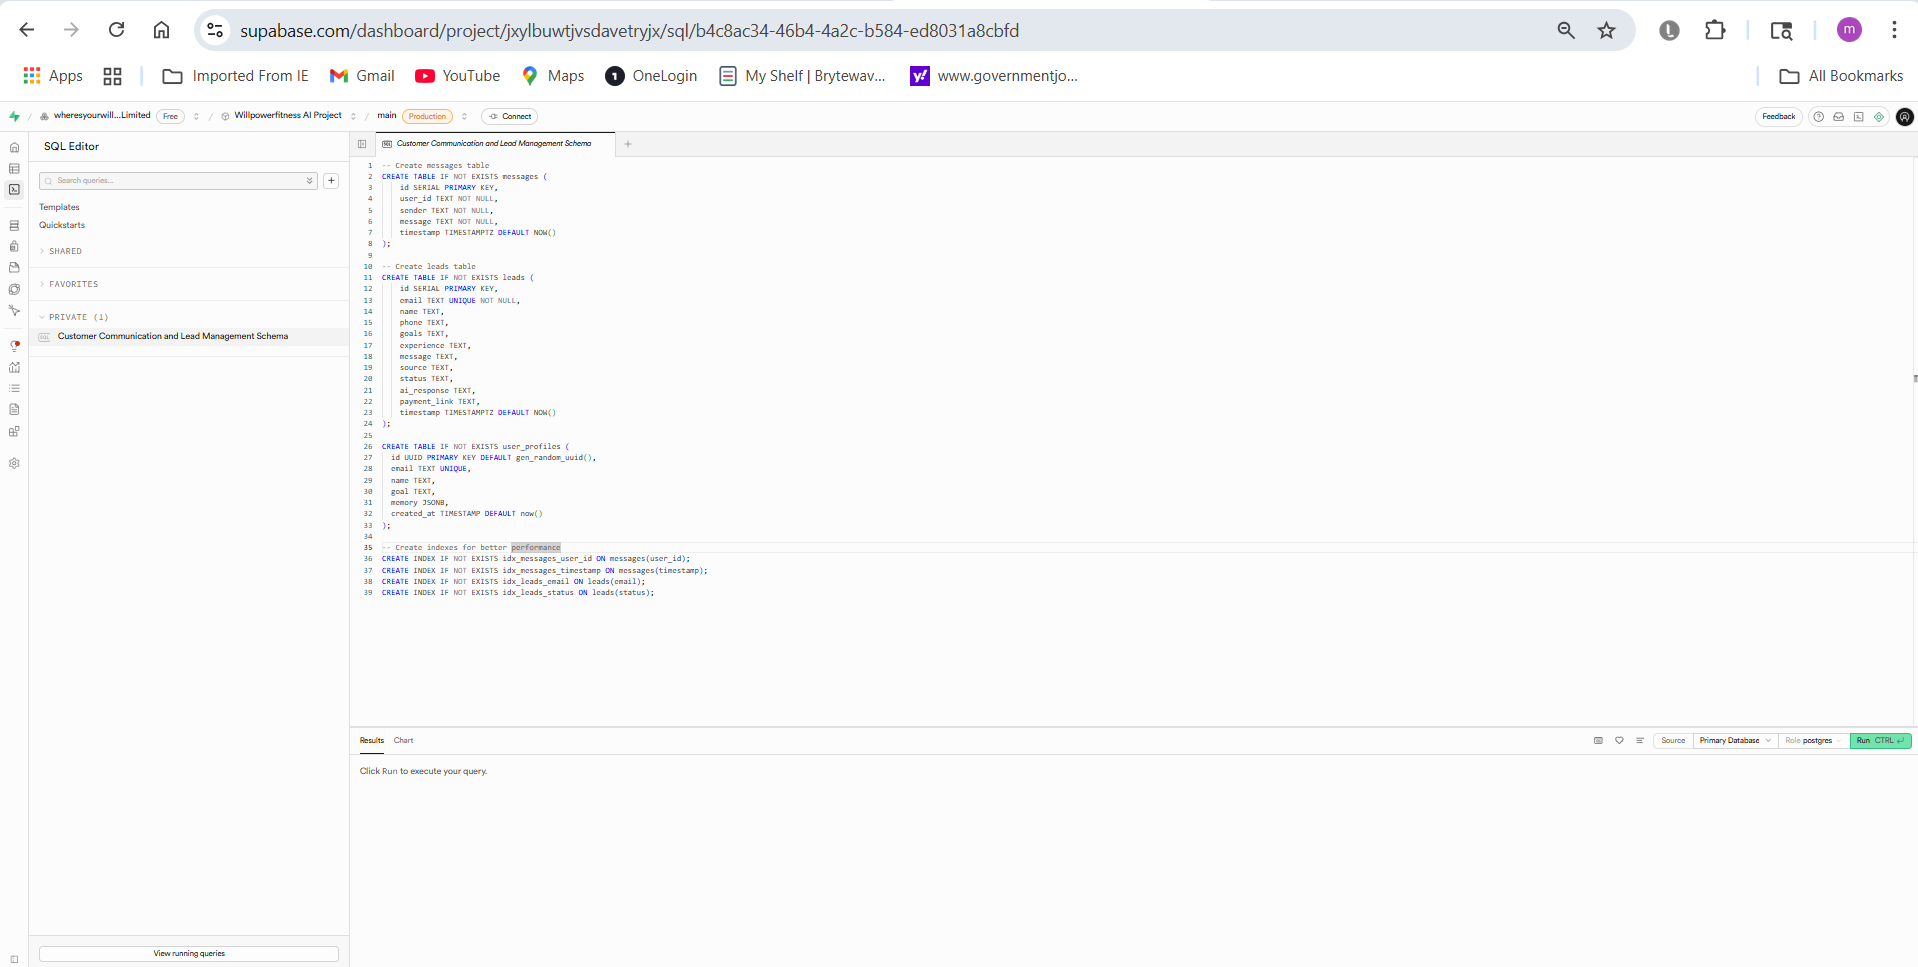 supabase.com/dashboard/project/jxylbuwtjvsdavetryjx/sql/b4c8ac34-46b4-4a2c-b584-ed8031a8cbfd
L
m
Apps
Imported From IE
Gmail
YouTube
Maps
1 OneLogin
My Shelf | Brytewav...
y! www.governmentjo...
All Bookmarks
/ wheresyourwill...Limited Free / Willpowerfitness AI Project / main Production Connect
Feedback
SQL Editor
Customer Communication and Lead Management Schema
Search queries...
Templates
Quickstarts
SHARED
FAVORITES
PRIVATE (1)
Customer Communication and Lead Management Schema
1 -- Create messages table
2 CREATE TABLE IF NOT EXISTS messages (
3 id SERIAL PRIMARY KEY,
4 user_id TEXT NOT NULL,
5 sender TEXT NOT NULL,
6 message TEXT NOT NULL,
7 timestamp TIMESTAMPTZ DEFAULT NOW()
8 );
9
10 -- Create leads table
11 CREATE TABLE IF NOT EXISTS leads (
12 id SERIAL PRIMARY KEY,
13 email TEXT UNIQUE NOT NULL,
14 name TEXT,
15 phone TEXT,
16 goals TEXT,
17 experience TEXT,
18 message TEXT,
19 source TEXT,
20 status TEXT,
21 ai_response TEXT,
22 payment_link TEXT,
23 timestamp TIMESTAMPTZ DEFAULT NOW()
24 );
25
26 CREATE TABLE IF NOT EXISTS user_profiles (
27 id UUID PRIMARY KEY DEFAULT gen_random_uuid(),
28 email TEXT UNIQUE,
29 name TEXT,
30 goal TEXT,
31 memory JSONB,
32 created_at TIMESTAMP DEFAULT now()
33 );
34
35 -- Create indexes for better performance
36 CREATE INDEX IF NOT EXISTS idx_messages_user_id ON messages(user_id);
37 CREATE INDEX IF NOT EXISTS idx_messages_timestamp ON messages(timestamp);
38 CREATE INDEX IF NOT EXISTS idx_leads_email ON leads(email);
39 CREATE INDEX IF NOT EXISTS idx_leads_status ON leads(status);
Results Chart
Source Primary Database Role postgres Run CTRL
Click Run to execute your query.
View running queries